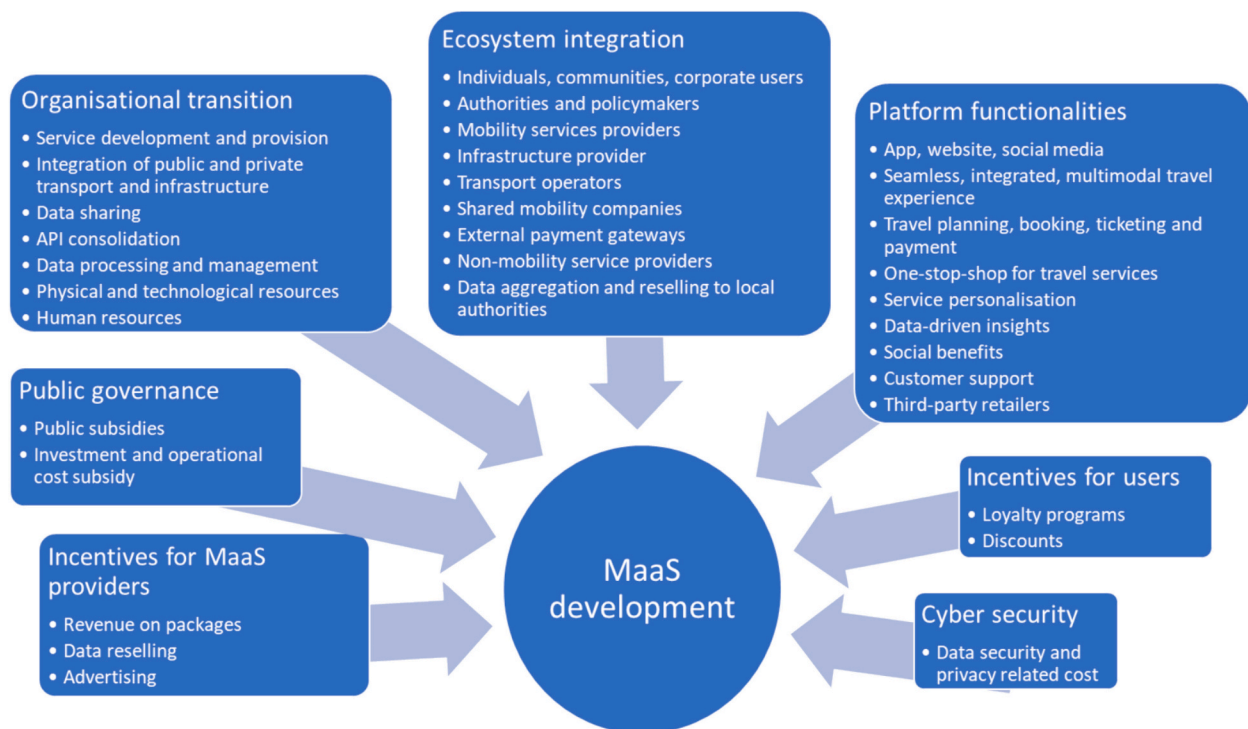 Ecosystem integration
• Individuals, communities, corporate users
• Authorities and policymakers
• Mobility services providers
• Infrastructure provider
• Transport operators
• Shared mobility companies
• External payment gateways
• Non-mobility service providers
• Data aggregation and reselling to local
authorities
Organisational transition
• Service development and provision
• Integration of public and private
transport and infrastructure
• Data sharing
• API consolidation
• Data processing and management
• Physical and technological resources
• Human resources
Platform functionalities
• App, website, social media
• Seamless, integrated, multimodal travel
experience
• Travel planning, booking, ticketing and
payment
• One-stop-shop for travel services
• Service personalisation
• Data-driven insights
• Social benefits
• Customer support
• Third-party retailers
Public governance
• Public subsidies
• Investment and operational
cost subsidy
Incentives for users
• Loyalty programs
• Discounts
Incentives for MaaS
providers
• Revenue on packages
• Data reselling
• Advertising
MaaS
development
Cyber security
• Data security and
privacy related cost